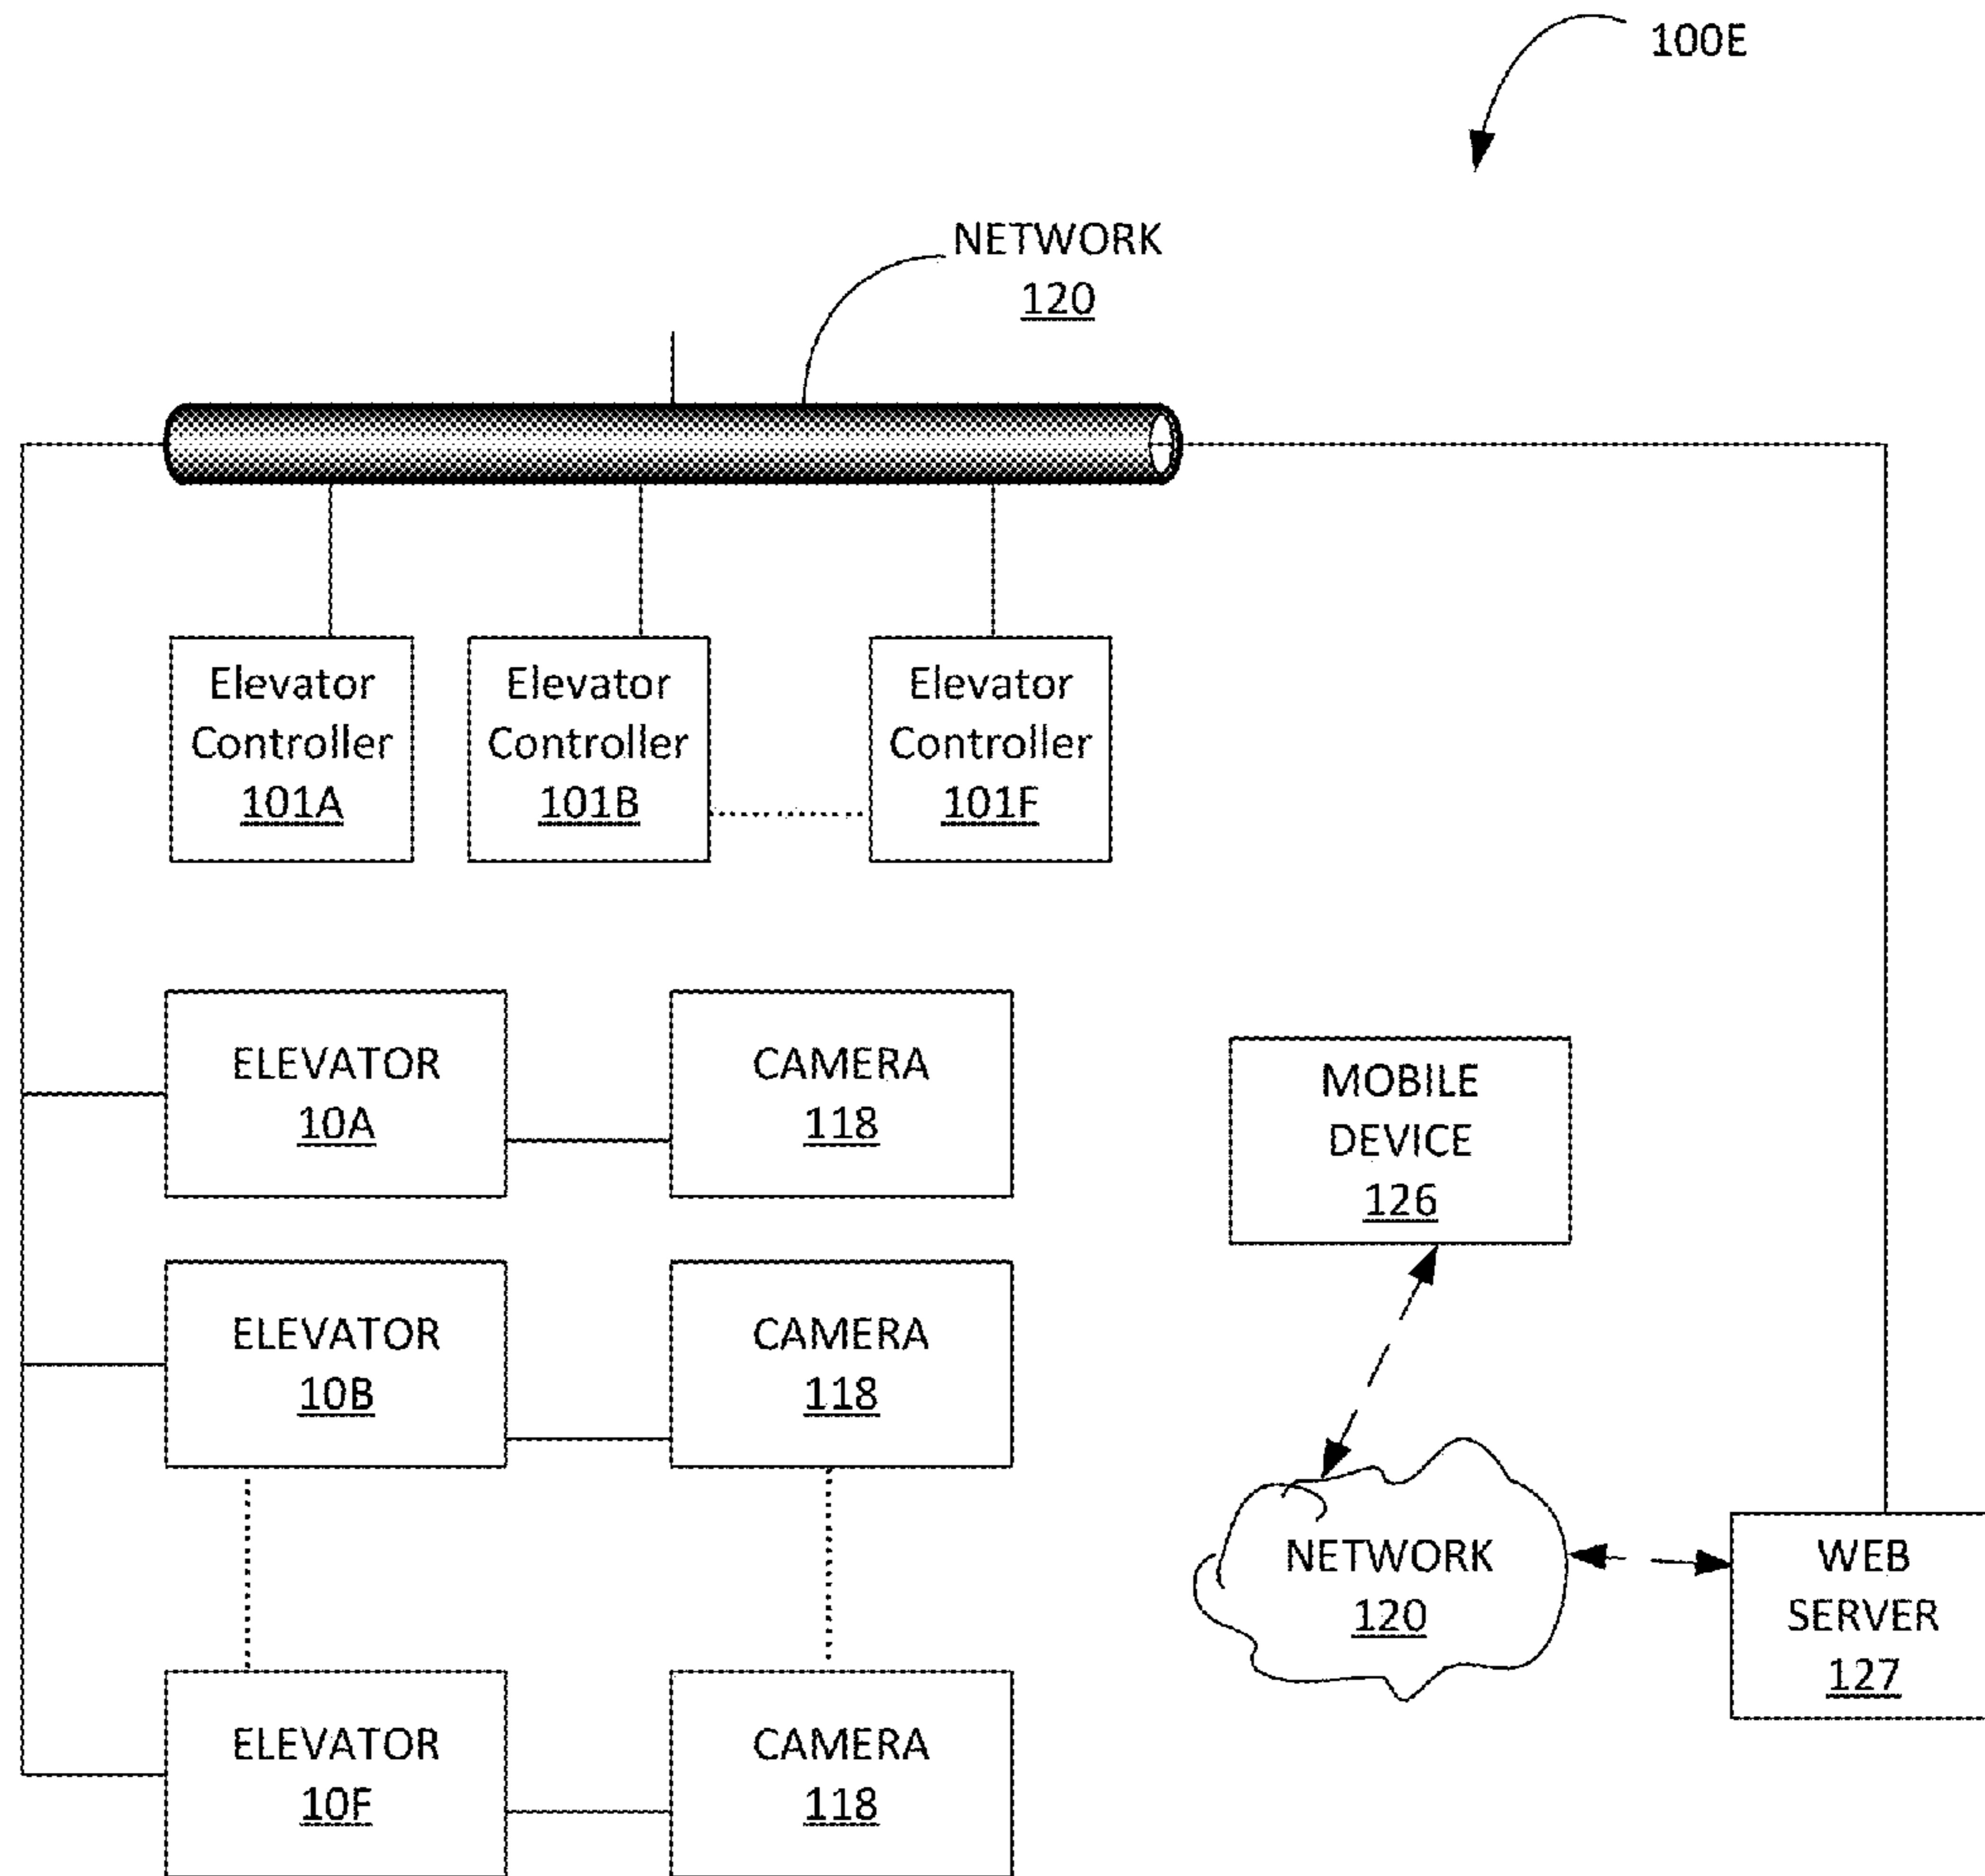 100E
NETWORK
120
Elevator
Controller
101A
Elevator
Controller
101B
Elevator
Controller
101F
ELEVATOR
10A
CAMERA
118
MOBILE
DEVICE
126
ELEVATOR
10B
CAMERA
118
NETWORK
120
WEB
SERVER
127
ELEVATOR
10F
CAMERA
118